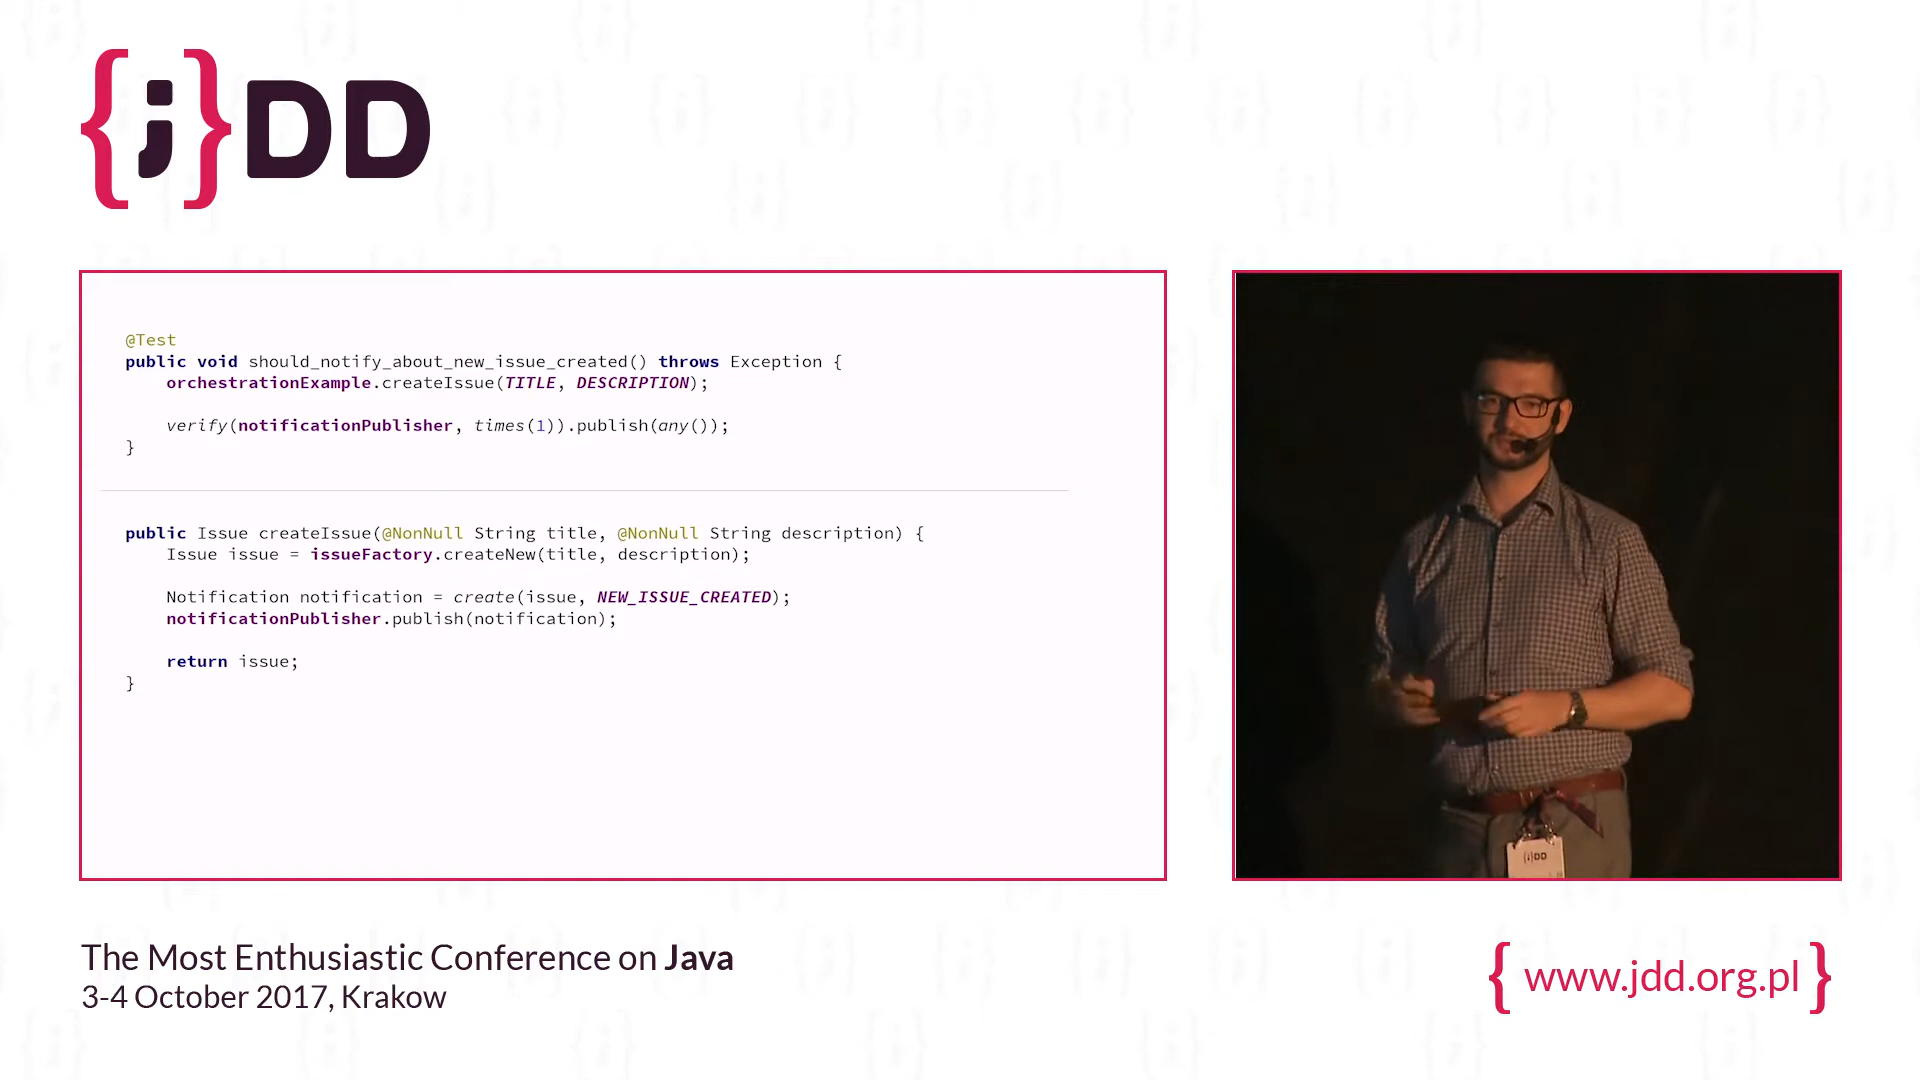 {;}DD
@Test
public void should_notify_about_new_issue_created() throws Exception {
    orchestrationExample.createIssue(TITLE, DESCRIPTION);
    verify(notificationPublisher, times(1)).publish(any());
}
public Issue createIssue(@NonNull String title, @NonNull String description) {
    Issue issue = issueFactory.createNew(title, description);
    Notification notification = create(issue, NEW_ISSUE_CREATED);
    notificationPublisher.publish(notification);
    return issue;
}
{;}DD
The Most Enthusiastic Conference on Java
3-4 October 2017, Krakow
{ www.jdd.org.pl }